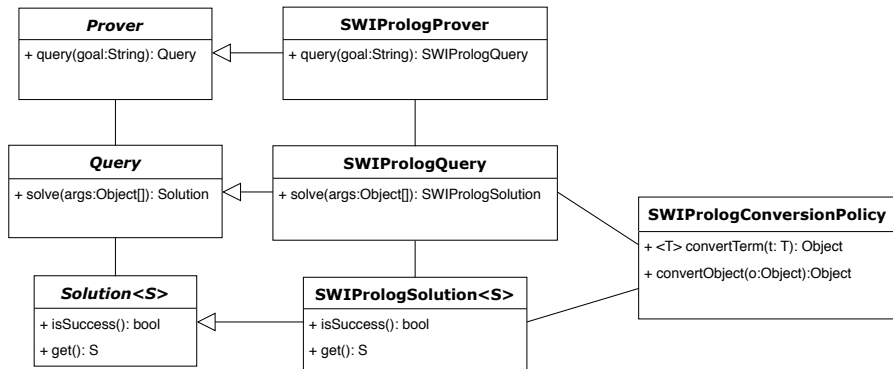 Prover
+ query(goal:String): Query
SWIPrologProver
+ query(goal:String): SWIPrologQuery
Query
+ solve(args:Object[]): Solution
SWIPrologQuery
+ solve(args:Object[]): SWIPrologSolution
SWIPrologConversionPolicy
+ <T> convertTerm(t: T): Object
+ convertObject(o:Object):Object
Solution<S>
+ isSuccess(): bool
+ get(): S
SWIPrologSolution<S>
+ isSuccess(): bool
+ get(): S